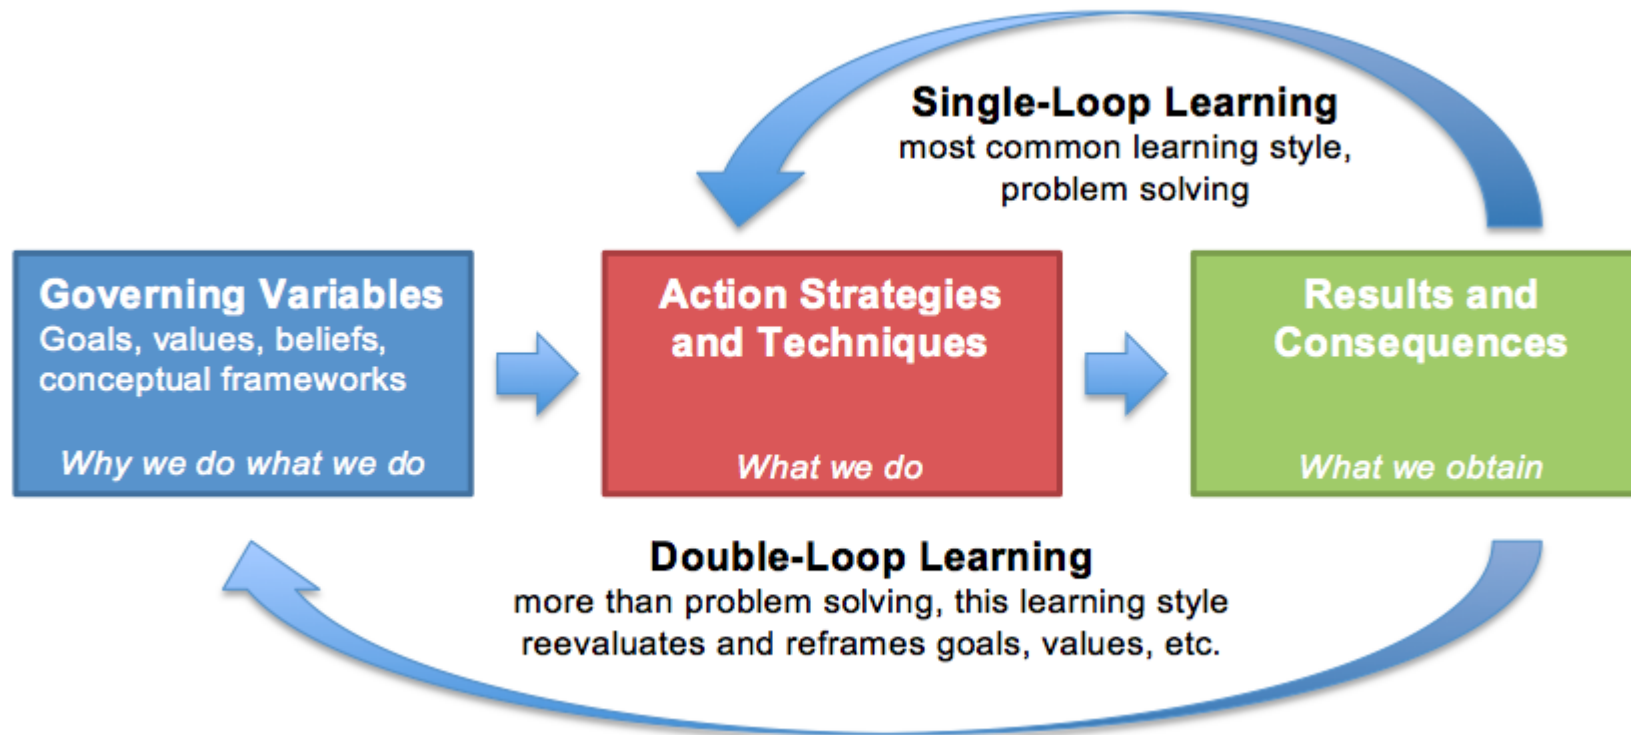 Single-Loop Learning
most common learning style,
problem solving
Governing Variables
Goals, values, beliefs,
conceptual frameworks
Why we do what we do
Action Strategies
and Techniques
What we do
Results and
Consequences
What we obtain
Double-Loop Learning
more than problem solving, this learning style
reevaluates and reframes goals, values, etc.